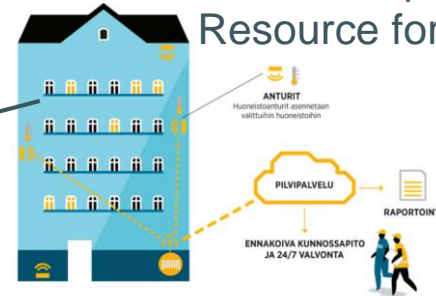 Resource for
ANTURIT
Huoneistoanturit asennetaan
valittuihin huoneistoihin
PILVIPALVELU
RAPORTOINT
ENNAKOIVA KUNNOSSAPITO
JA 24/7 VALVONTA